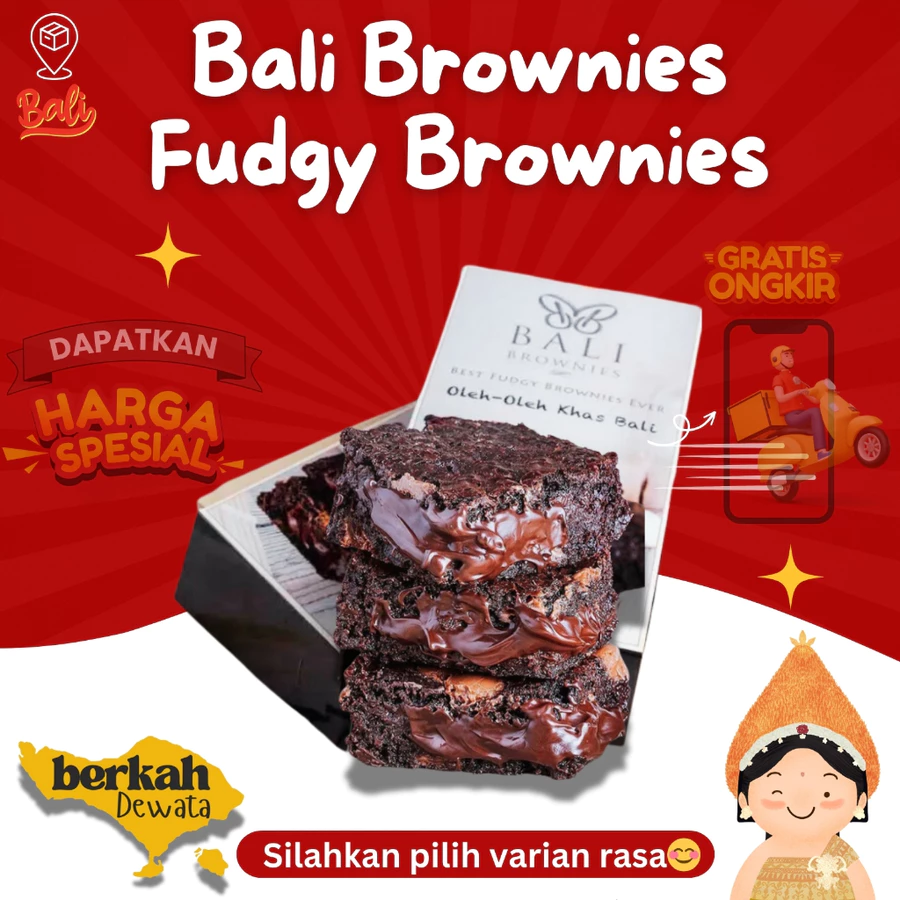 Bali Brownies
Fudgy Brownies
Bali
GRATIS
ONGKIR
DAPATKAN
HARGA
SPESIAL
BALI
BROWNIES
BEST FUDGY BROWNIES EVER
Oleh-Oleh Khas Bali
berkah
Dewata
Silahkan pilih varian rasa😊